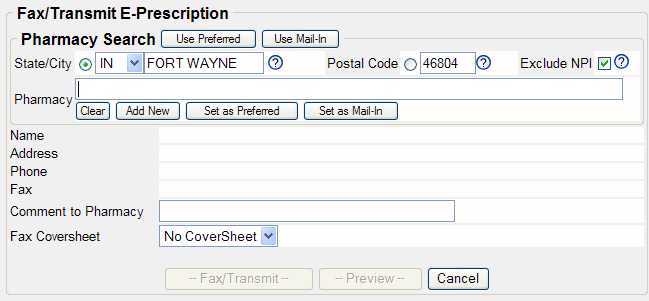 Fax/Transmit E-Prescription
Pharmacy Search Use Preferred Use Mail-In
State/City IN FORT WAYNE ? Postal Code 46804 ? Exclude NPI ?
Pharmacy
Clear Add New Set as Preferred Set as Mail-In
Name
Address
Phone
Fax
Comment to Pharmacy
Fax Coversheet No CoverSheet
-- Fax/Transmit -- -- Preview -- Cancel